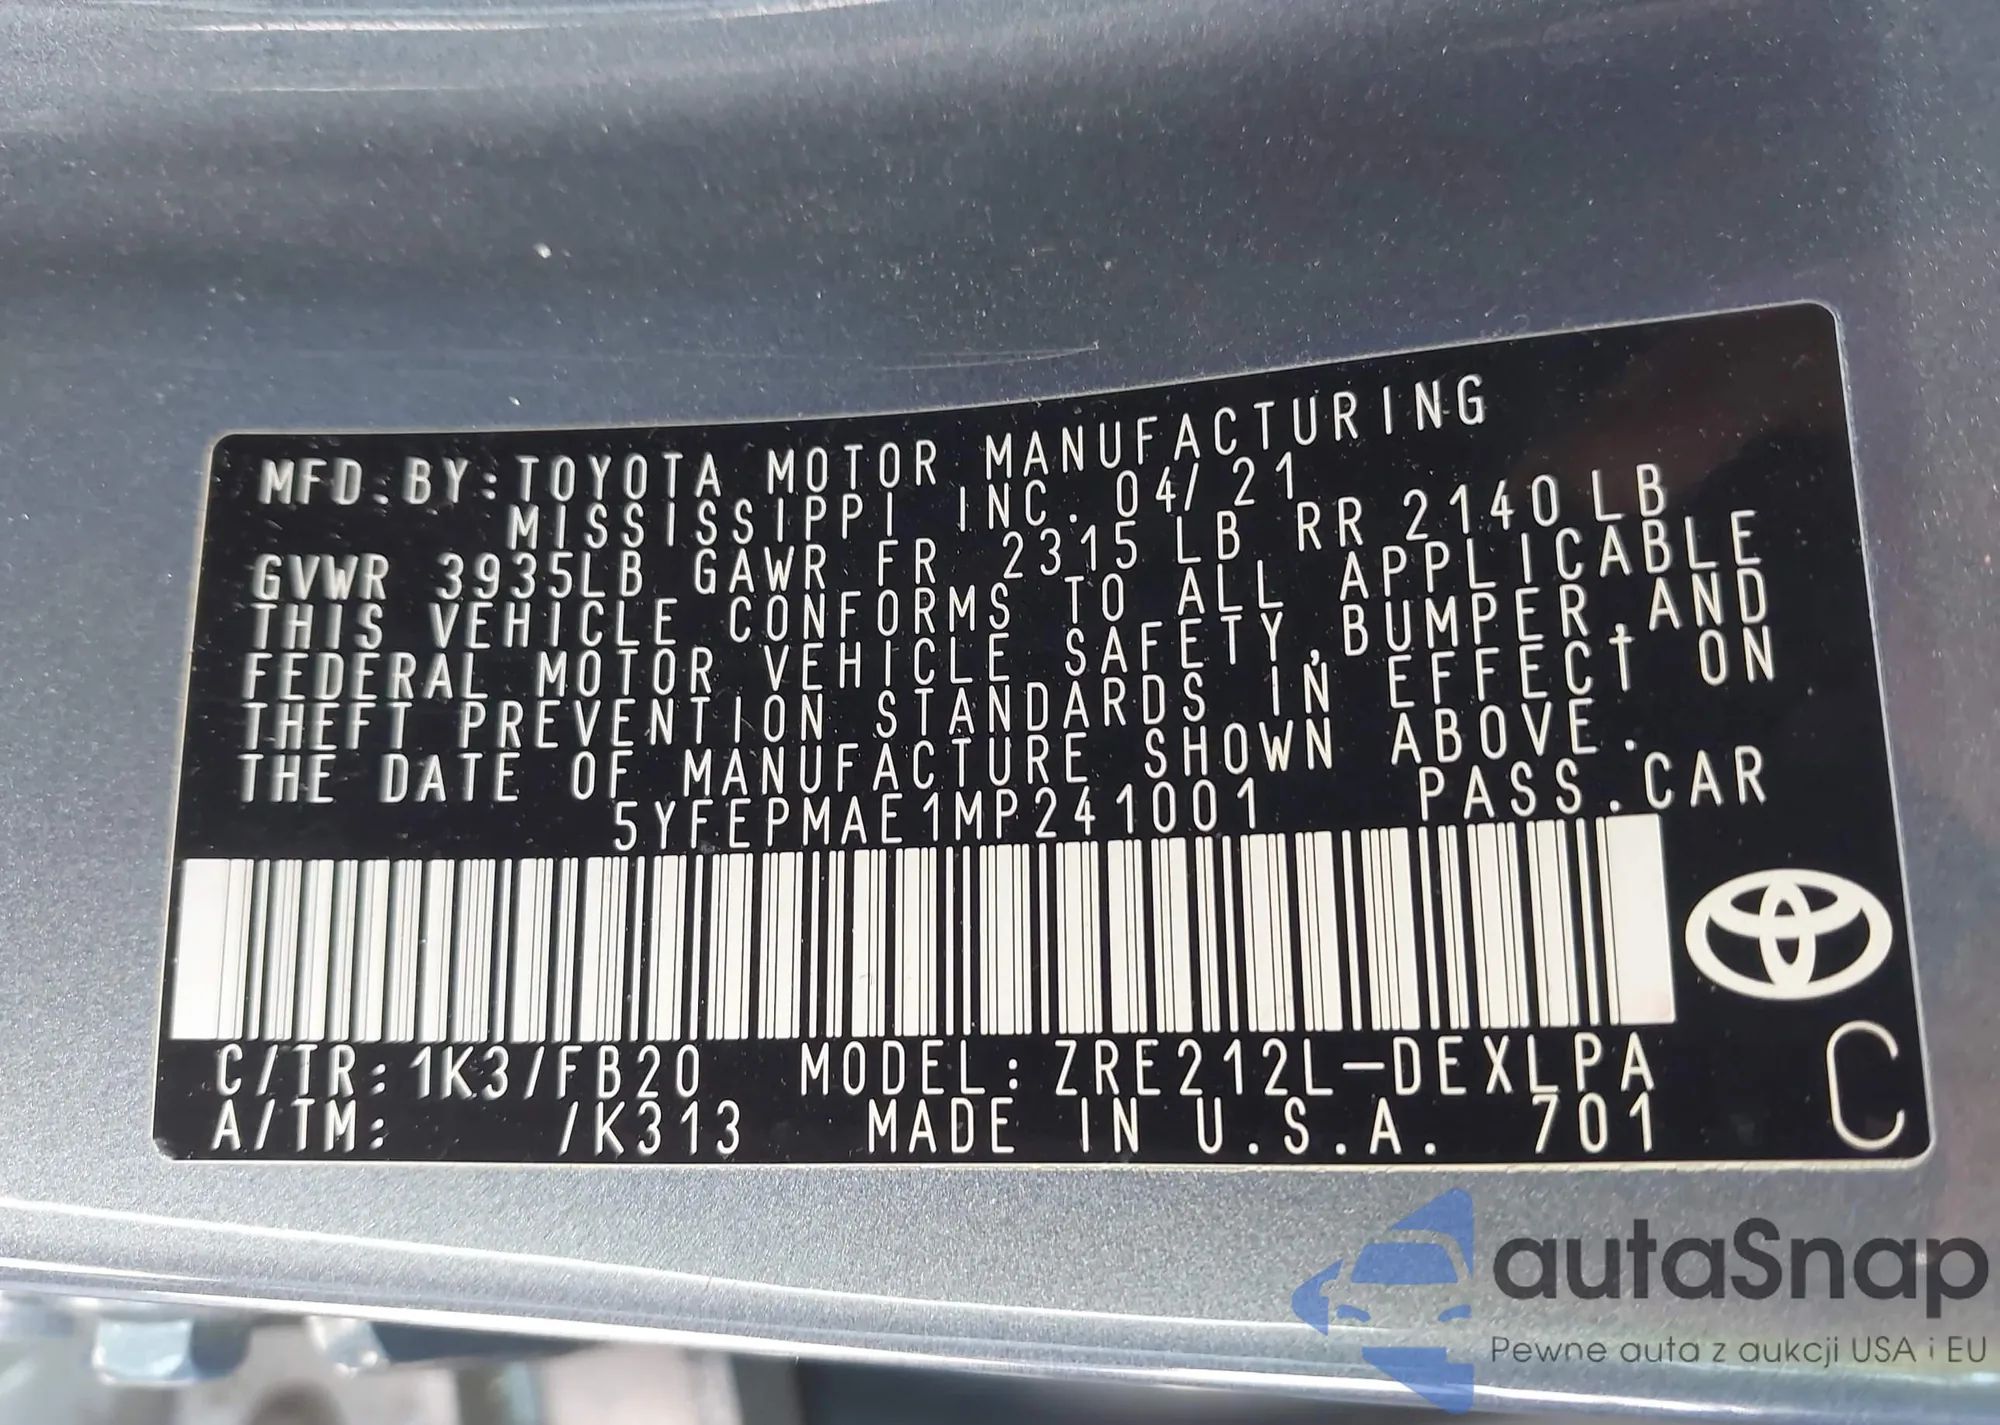 MFD.BY:TOYOTA MOTOR MANUFACTURING
MISSISSIPPI INC. 04/21
GVWR 3935LB GAWR FR 2315 LB RR 2140 LB
THIS VEHICLE CONFORMS TO ALL APPLICABLE
FEDERAL MOTOR VEHICLE SAFETY,BUMPER,AND
THEFT PREVENTION STANDARDS IN EFFECT ON
THE DATE OF MANUFACTURE SHOWN ABOVE.
5YFEPMAE1MP241001 PASS.CAR
C/TR:1K3/FB20 MODEL:ZRE212L-DEXLPA
A/TM: /K313 MADE IN U.S.A. 701
C
autaSnap
Pewne auta z aukcji USA i EU